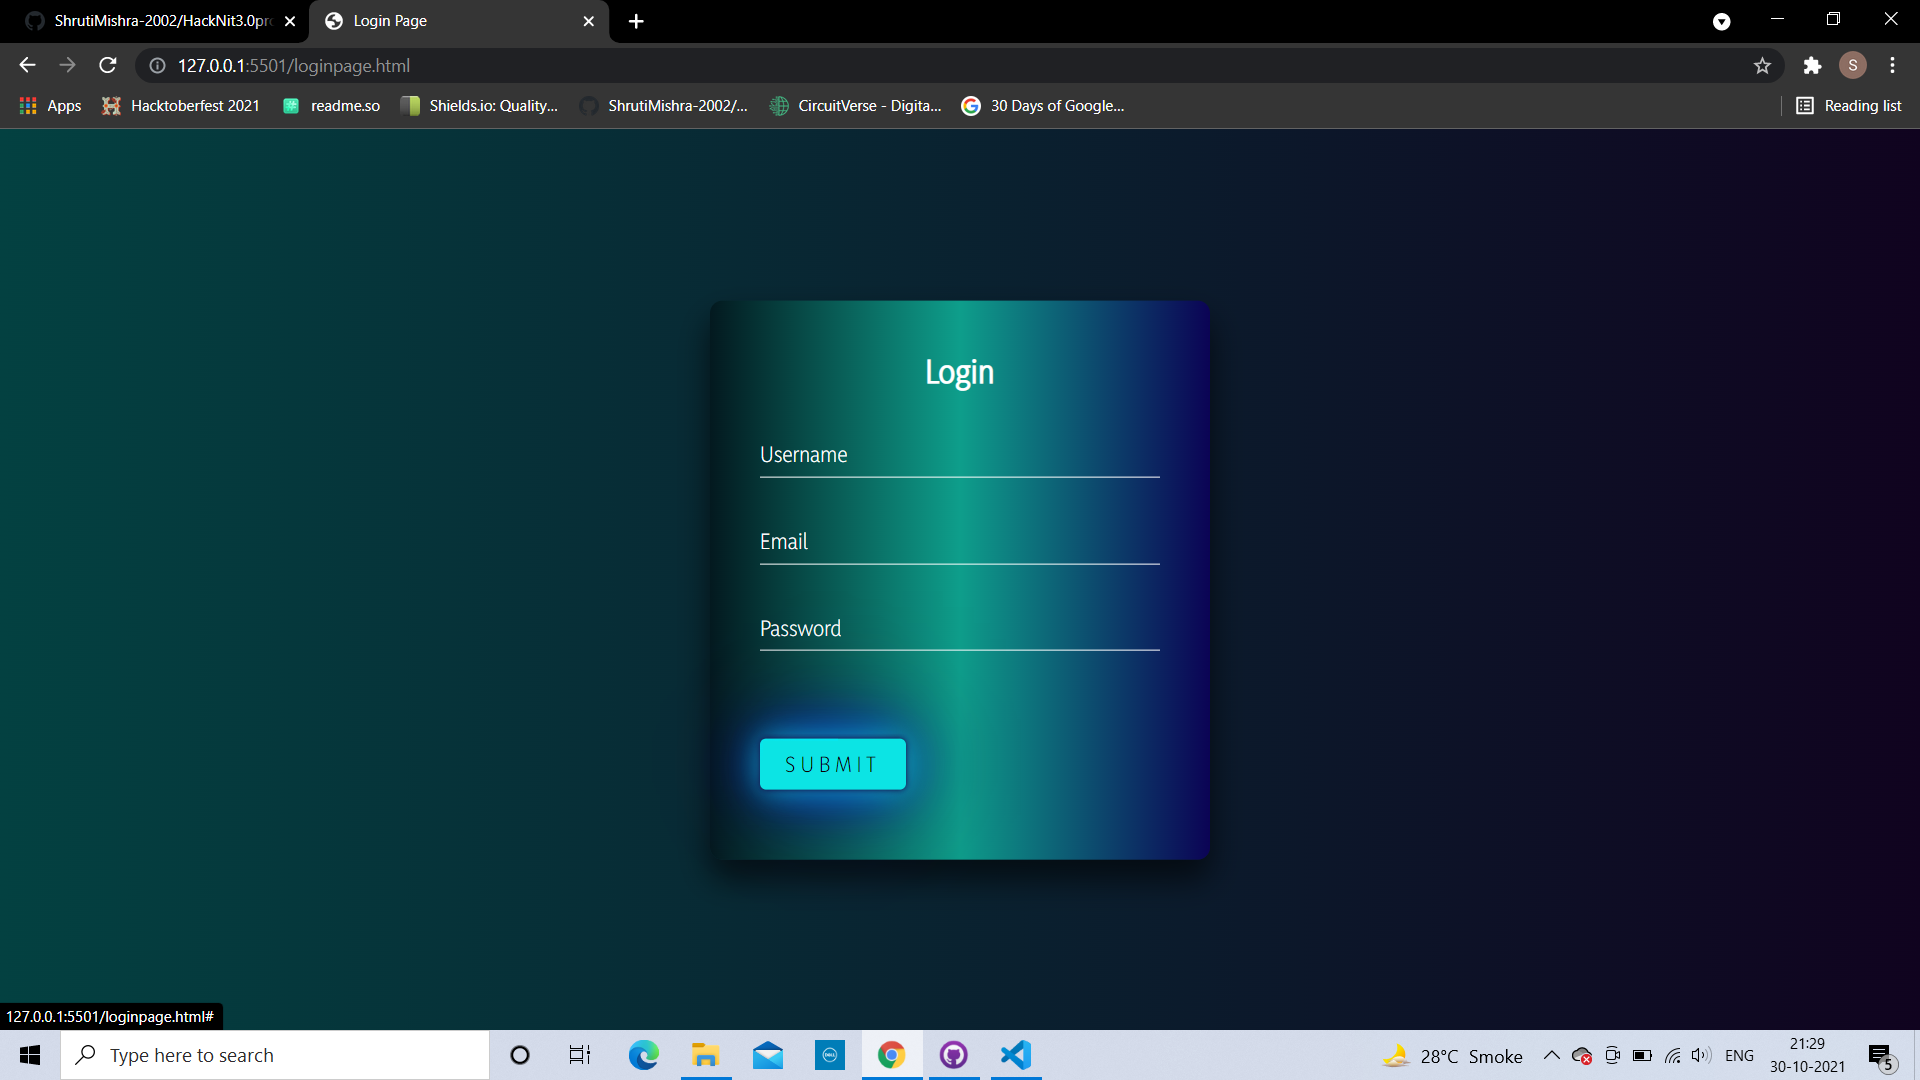 ShrutiMishra-2002/HackNit3.0pr
Login Page
127.0.0.1:5501/loginpage.html
S
Apps
Hacktoberfest 2021
readme.so
Shields.io: Quality...
ShrutiMishra-2002/...
CircuitVerse - Digita...
30 Days of Google...
Reading list
Login
Username
Email
Password
SUBMIT
127.0.0.1:5501/loginpage.html#
Type here to search
DELL
28°C Smoke
ENG
21:29
30-10-2021
5